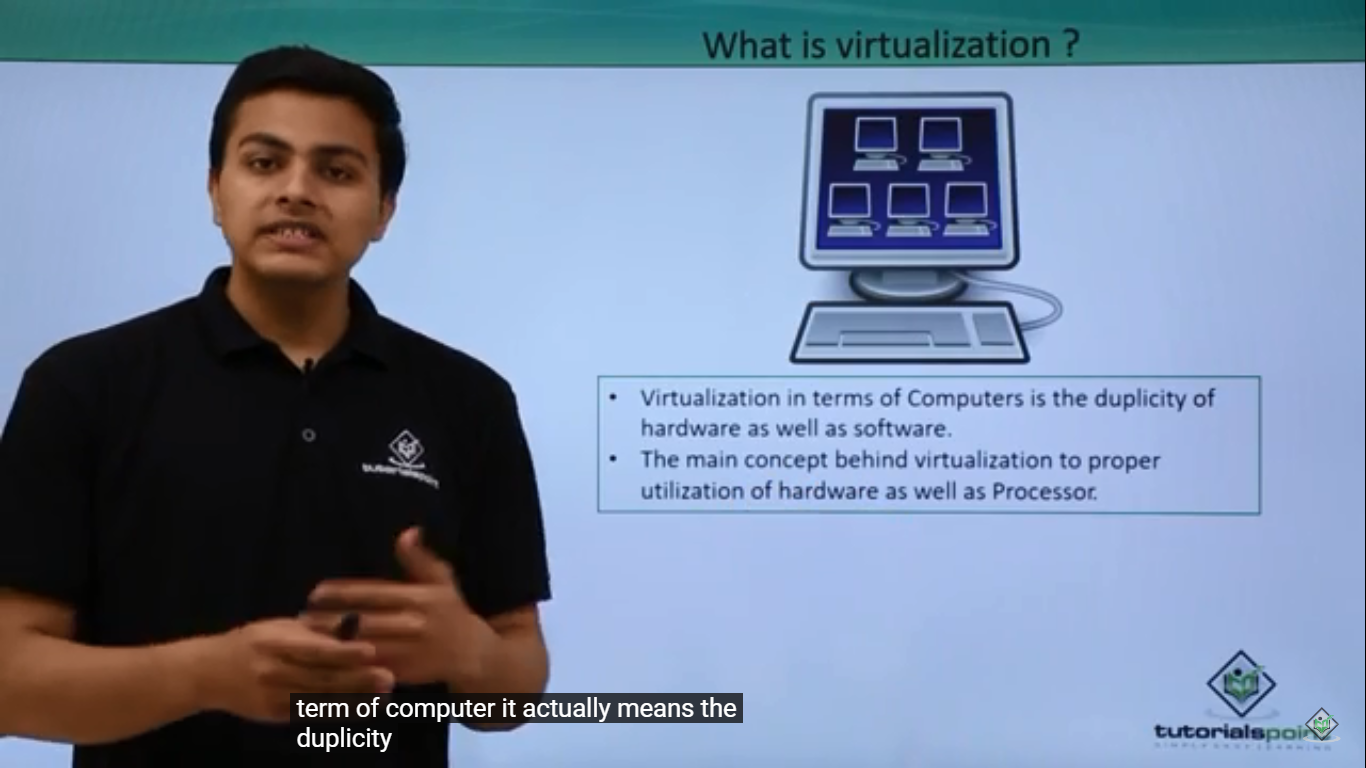 What is virtualization ?
• Virtualization in terms of Computers is the duplicity of
hardware as well as software.
• The main concept behind virtualization to proper
utilization of hardware as well as Processor.
tutorialspoint
term of computer it actually means the
duplicity
tutorialspoint
SIMPLY EASY LEARNING